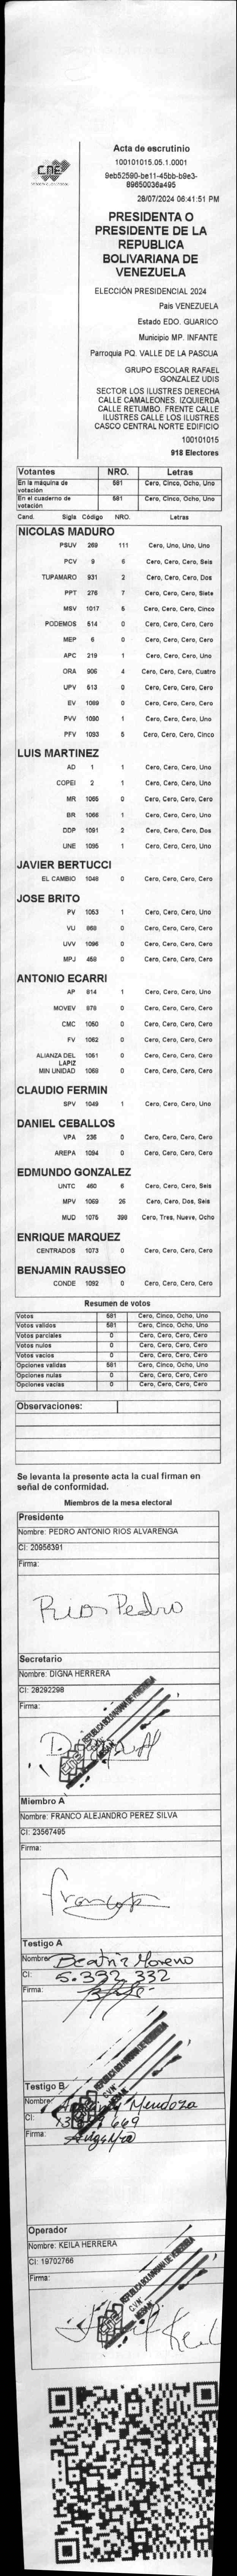 CNE
Acta de escrutinio
100101015.05.1.0001
9eb52590-be11-45bb-b9e3-
89650036a495
28/07/2024 06:41:51 PM
PRESIDENTA O
PRESIDENTE DE LA
REPUBLICA
BOLIVARIANA DE
VENEZUELA
ELECCIÓN PRESIDENCIAL 2024
País VENEZUELA
Estado EDO. GUARICO
Municipio MP. INFANTE
Parroquia PQ. VALLE DE LA PASCUA
GRUPO ESCOLAR RAFAEL
GONZALEZ UDIS
SECTOR LOS ILUSTRES DERECHA
CALLE CAMALEONES. IZQUIERDA
CALLE RETUMBO. FRENTE CALLE
ILUSTRES CALLE LOS ILUSTRES
CASCO CENTRAL NORTE EDIFICIO
100101015
918 Electores
Votantes NRO. Letras
En la máquina de votación 581 Cero, Cinco, Ocho, Uno
En el cuaderno de votación 581 Cero, Cinco, Ocho, Uno
Cand. Sigla Código NRO. Letras
NICOLAS MADURO
PSUV 269 111 Cero, Uno, Uno, Uno
PCV 9 6 Cero, Cero, Cero, Seis
TUPAMARO 931 2 Cero, Cero, Cero, Dos
PPT 276 7 Cero, Cero, Cero, Siete
MSV 1017 5 Cero, Cero, Cero, Cinco
PODEMOS 514 0 Cero, Cero, Cero, Cero
MEP 6 0 Cero, Cero, Cero, Cero
APC 219 1 Cero, Cero, Cero, Uno
ORA 906 4 Cero, Cero, Cero, Cuatro
UPV 513 0 Cero, Cero, Cero, Cero
EV 1089 0 Cero, Cero, Cero, Cero
PVV 1090 1 Cero, Cero, Cero, Uno
PFV 1093 5 Cero, Cero, Cero, Cinco
LUIS MARTINEZ
AD 1 1 Cero, Cero, Cero, Uno
COPEI 2 1 Cero, Cero, Cero, Uno
MR 1065 0 Cero, Cero, Cero, Cero
BR 1066 1 Cero, Cero, Cero, Uno
DDP 1091 2 Cero, Cero, Cero, Dos
UNE 1095 1 Cero, Cero, Cero, Uno
JAVIER BERTUCCI
EL CAMBIO 1048 0 Cero, Cero, Cero, Cero
JOSE BRITO
PV 1053 1 Cero, Cero, Cero, Uno
VU 868 0 Cero, Cero, Cero, Cero
UVV 1096 0 Cero, Cero, Cero, Cero
MPJ 458 0 Cero, Cero, Cero, Cero
ANTONIO ECARRI
AP 814 1 Cero, Cero, Cero, Uno
MOVEV 878 0 Cero, Cero, Cero, Cero
CMC 1050 0 Cero, Cero, Cero, Cero
FV 1062 0 Cero, Cero, Cero, Cero
ALIANZA DEL LAPIZ 1061 0 Cero, Cero, Cero, Cero
MIN UNIDAD 1058 0 Cero, Cero, Cero, Cero
CLAUDIO FERMIN
SPV 1049 1 Cero, Cero, Cero, Uno
DANIEL CEBALLOS
VPA 236 0 Cero, Cero, Cero, Cero
AREPA 1094 0 Cero, Cero, Cero, Cero
EDMUNDO GONZALEZ
UNTC 460 6 Cero, Cero, Cero, Seis
MPV 1069 26 Cero, Cero, Dos, Seis
MUD 1075 398 Cero, Tres, Nueve, Ocho
ENRIQUE MARQUEZ
CENTRADOS 1073 0 Cero, Cero, Cero, Cero
BENJAMIN RAUSSEO
CONDE 1092 0 Cero, Cero, Cero, Cero
Resumen de votos
Votos 581 Cero, Cinco, Ocho, Uno
Votos validos 581 Cero, Cinco, Ocho, Uno
Votos parciales 0 Cero, Cero, Cero, Cero
Votos nulos 0 Cero, Cero, Cero, Cero
Votos vacios 0 Cero, Cero, Cero, Cero
Opciones validas 581 Cero, Cinco, Ocho, Uno
Opciones nulas 0 Cero, Cero, Cero, Cero
Opciones vacias 0 Cero, Cero, Cero, Cero
Observaciones:
Se levanta la presente acta la cual firman en
señal de conformidad.
Miembros de la mesa electoral
Presidente
Nombre: PEDRO ANTONIO RIOS ALVARENGA
CI: 20956391
Firma:
Rios Pedro
Secretario
Nombre: DIGNA HERRERA
CI: 28292298
Firma:
REPUBLICA BOLIVARIANA DE VENEZUELA
Miembro A
Nombre: FRANCO ALEJANDRO PEREZ SILVA
CI: 23567495
Firma:
Testigo A
Nombre: Beatriz Moreno
CI: 5.392.332
Firma:
REPUBLICA BOLIVARIANA DE VENEZUELA
Testigo B
Nombre: Mendoza
CI: 669
Firma:
Operador
Nombre: KEILA HERRERA
CI: 19702766
Firma:
REPUBLICA BOLIVARIANA DE VENEZUELA
Keil